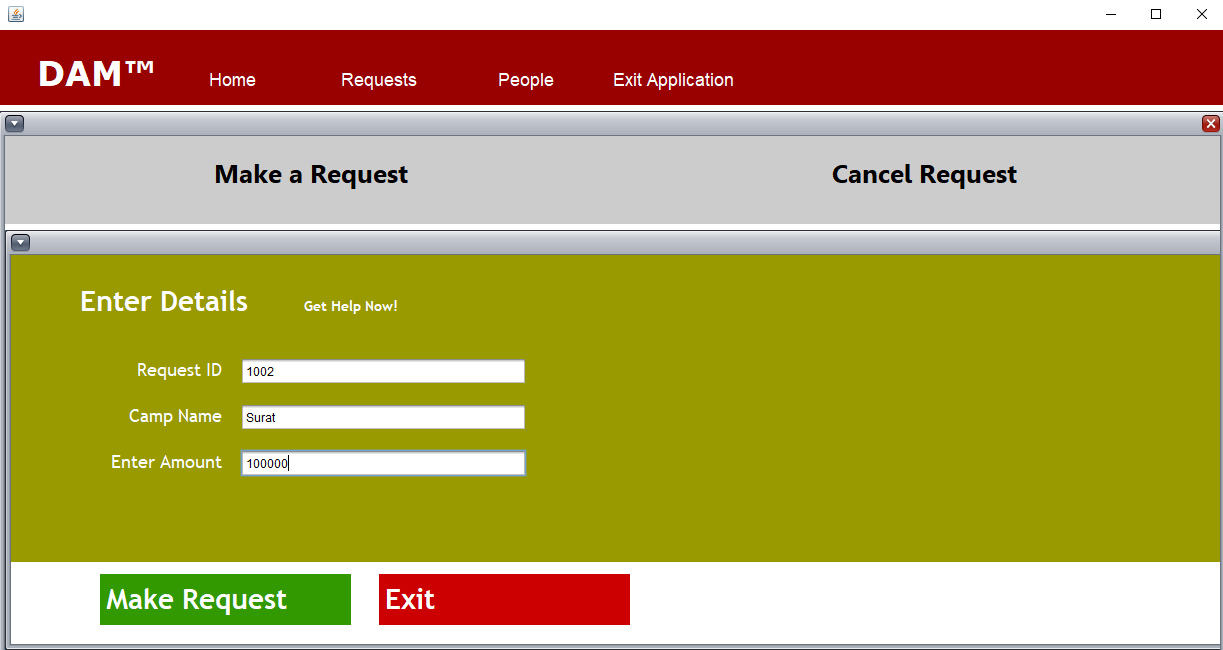 DAM™ Home Requests People Exit Application
Make a Request Cancel Request
Enter Details Get Help Now!
Request ID 1002
Camp Name Surat
Enter Amount 100000
Make Request Exit